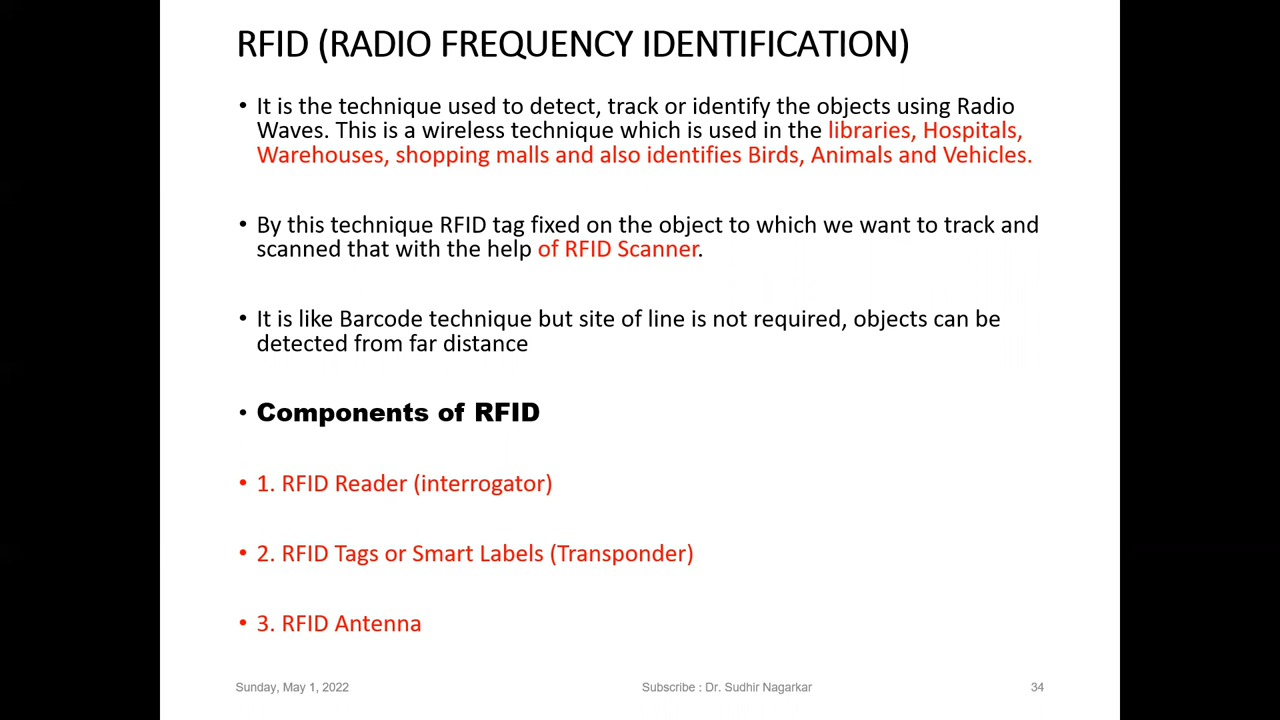 RFID (RADIO FREQUENCY IDENTIFICATION)
• It is the technique used to detect, track or identify the objects using Radio
Waves. This is a wireless technique which is used in the libraries, Hospitals,
Warehouses, shopping malls and also identifies Birds, Animals and Vehicles.
• By this technique RFID tag fixed on the object to which we want to track and
scanned that with the help of RFID Scanner.
• It is like Barcode technique but site of line is not required, objects can be
detected from far distance
• Components of RFID
• 1. RFID Reader (interrogator)
• 2. RFID Tags or Smart Labels (Transponder)
• 3. RFID Antenna
Sunday, May 1, 2022
Subscribe : Dr. Sudhir Nagarkar
34